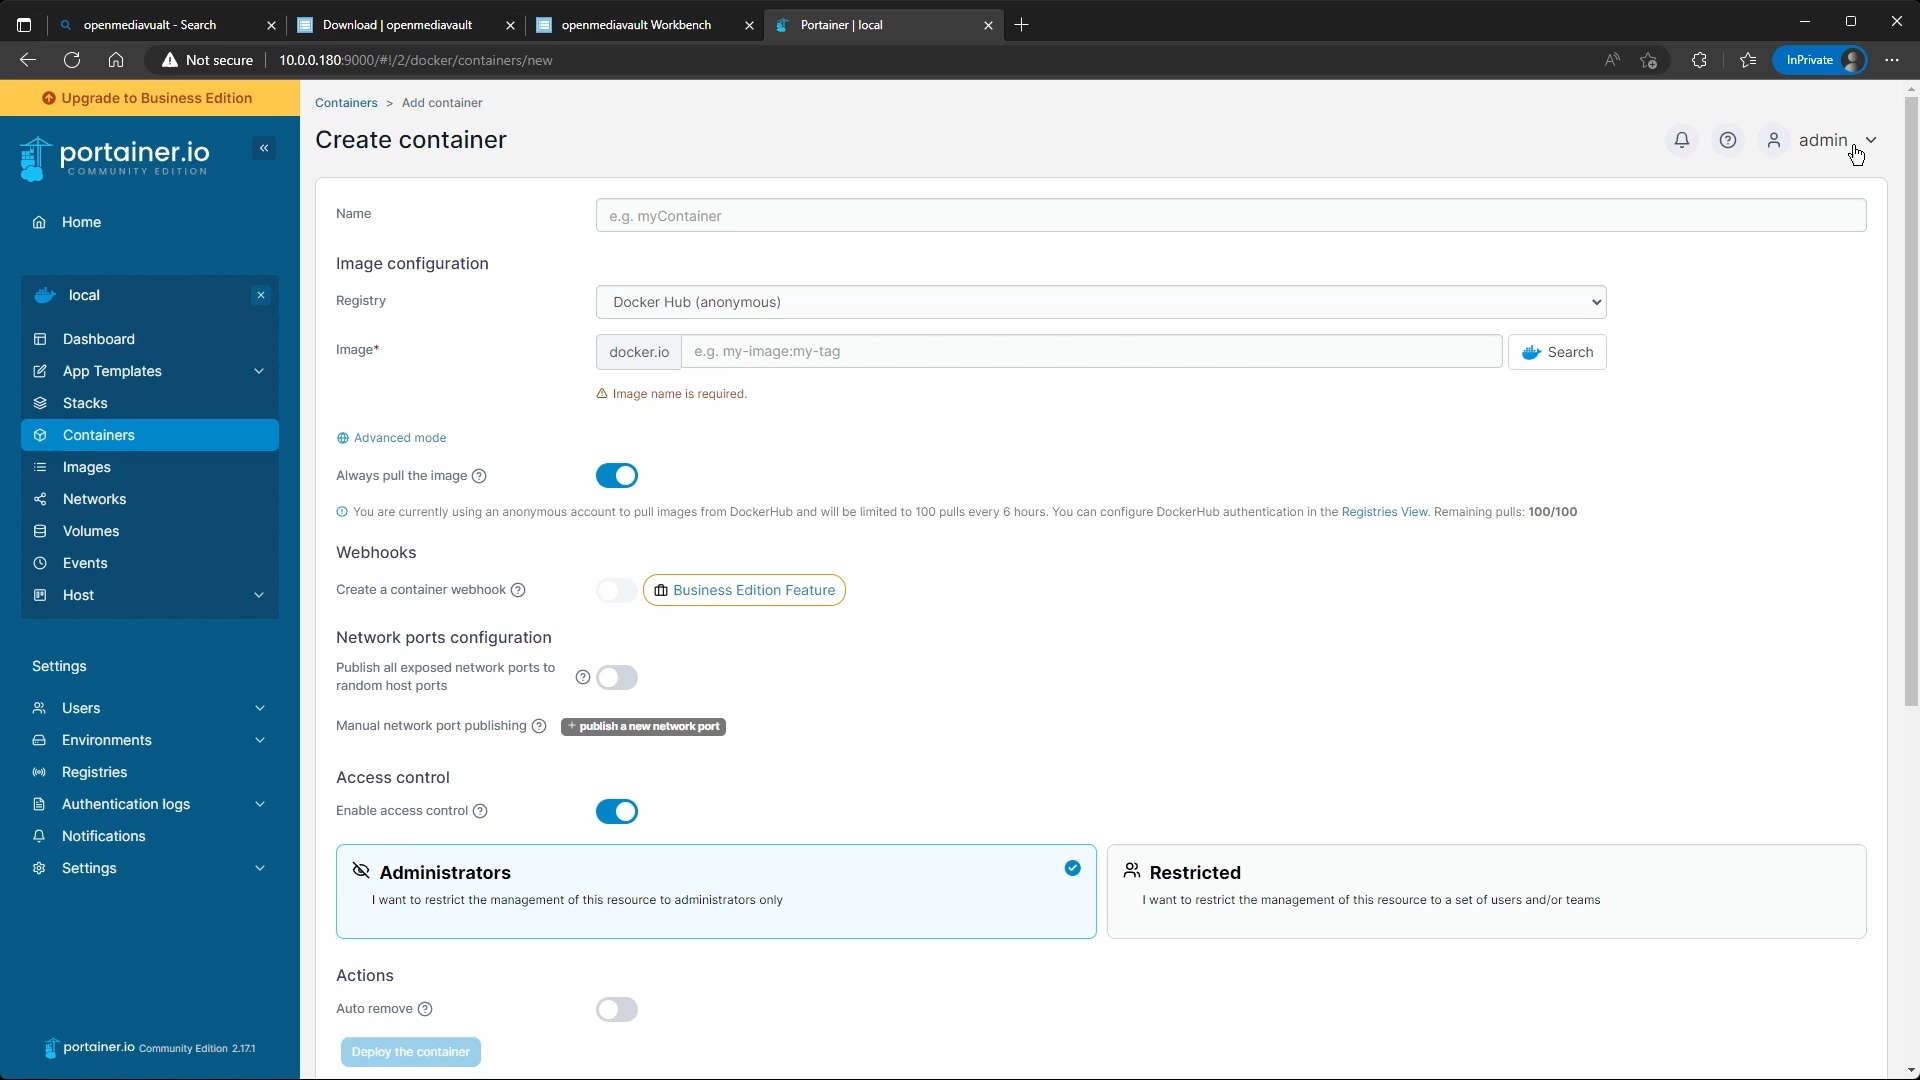 openmediavualt - Search
Download | openmediavault
openmediavault Workbench
Portainer | local
Not secure
10.0.0.180:9000/#!/2/docker/containers/new
InPrivate
Upgrade to Business Edition
portainer.io
COMMUNITY EDITION
Home
local
Dashboard
App Templates
Stacks
Containers
Images
Networks
Volumes
Events
Host
Settings
Users
Environments
Registries
Authentication logs
Notifications
Settings
portainer.io Community Edition 2.17.1
Containers > Add container
Create container
admin
Name
e.g. myContainer
Image configuration
Registry
Docker Hub (anonymous)
Image*
docker.io
e.g. my-image:my-tag
Search
Image name is required.
Advanced mode
Always pull the image
You are currently using an anonymous account to pull images from DockerHub and will be limited to 100 pulls every 6 hours. You can configure DockerHub authentication in the Registries View. Remaining pulls: 100/100
Webhooks
Create a container webhook
Business Edition Feature
Network ports configuration
Publish all exposed network ports to
random host ports
Manual network port publishing
+ publish a new network port
Access control
Enable access control
Administrators
I want to restrict the management of this resource to administrators only
Restricted
I want to restrict the management of this resource to a set of users and/or teams
Actions
Auto remove
Deploy the container